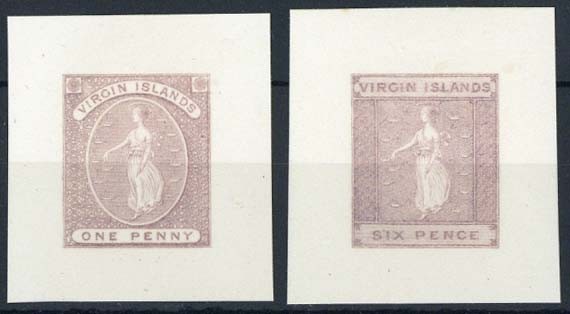 VIRGIN ISLANDS
ONE PENNY
VIRGIN ISLANDS
SIX PENCE